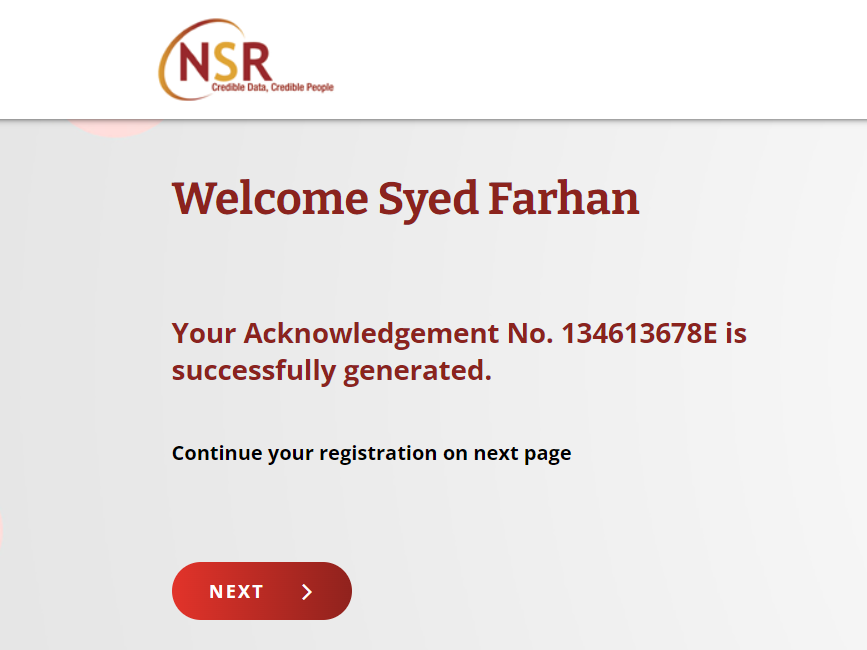 NSR
Credible Data, Credible People
Welcome Syed Farhan
Your Acknowledgement No. 134613678E is
successfully generated.
Continue your registration on next page
NEXT